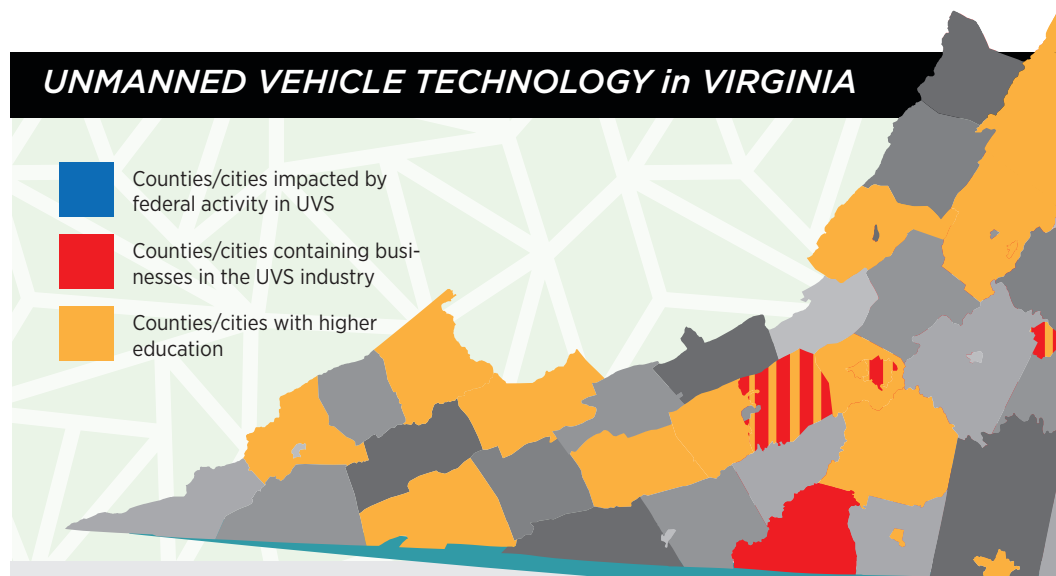 UNMANNED VEHICLE TECHNOLOGY in VIRGINIA
Counties/cities impacted by
federal activity in UVS
Counties/cities containing busi-
nesses in the UVS industry
Counties/cities with higher
education